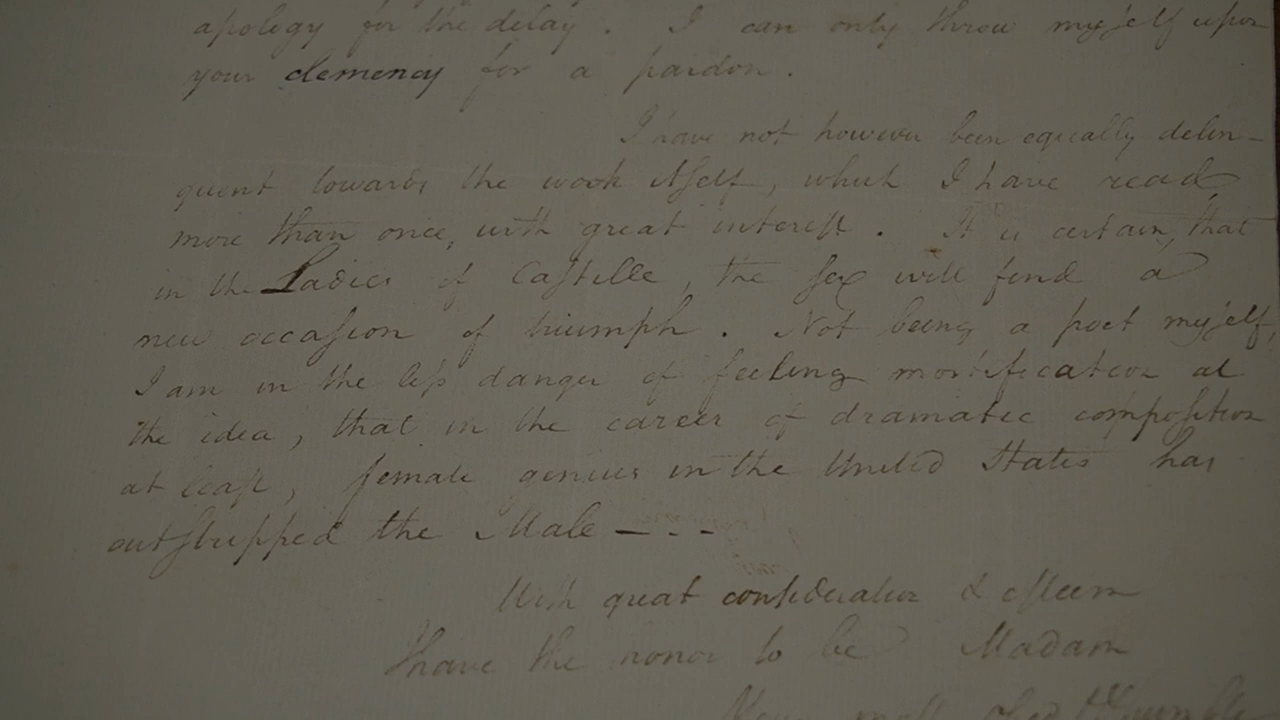 apology for the delay . I can only throw myself upon
your clemency for a pardon .
I have not however been equally delin-
quent towards the work itself , which I have read
more than once, with great interest . It is certain, that
in the Ladies of Castille , the sex will find a
new occasion of triumph . Not being a poet myself,
I am in the less danger of feeling mortification at
the idea , that in the career of dramatic composition
at least , female genius in the United States has
outstripped the Male — - -
With great consideration & esteem
I have the honor to be Madam
Your most Obed Humble